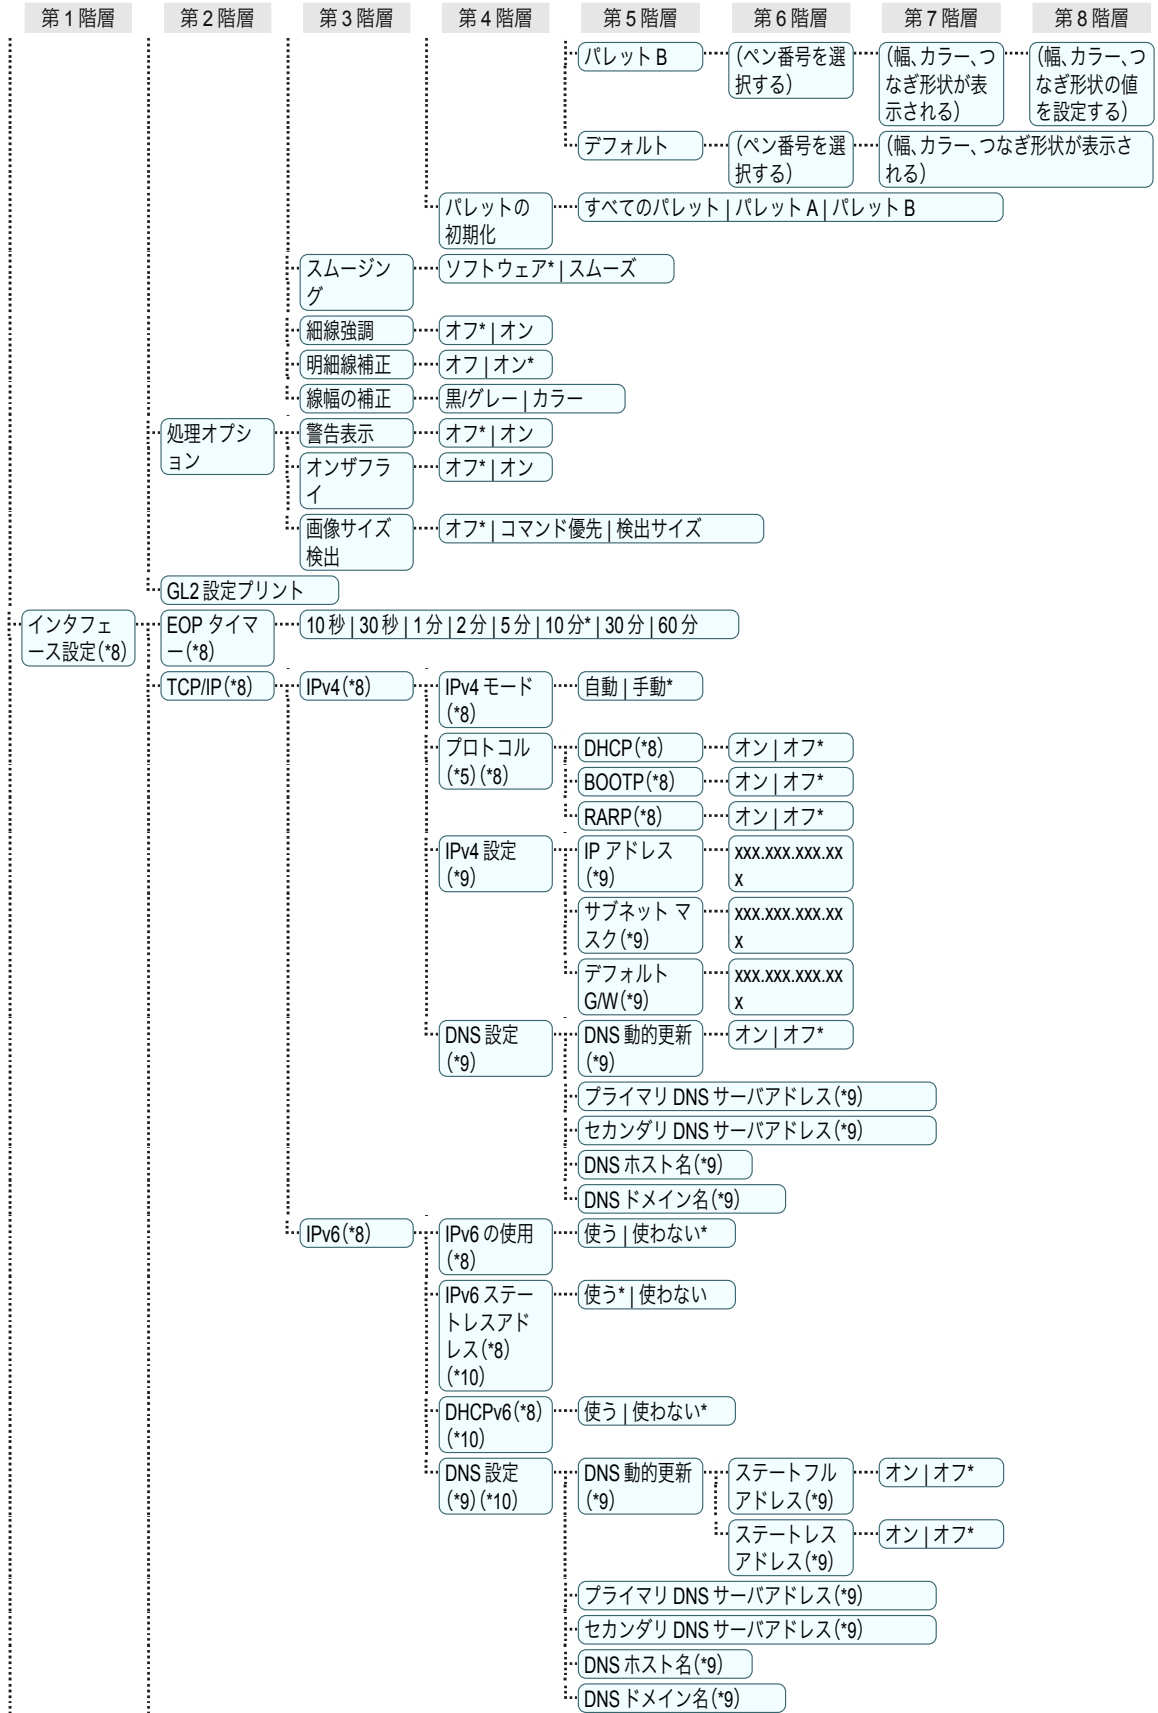 第 1 階層 第 2 階層 第 3 階層 第 4 階層 第 5 階層 第 6 階層 第 7 階層 第 8 階層
パレット B
(ペン番号を選
択する)
(幅、カラー、つ
なぎ形状が表
示される)
(幅、カラー、つ
なぎ形状の値
を設定する)
デフォルト
(ペン番号を選
択する)
(幅、カラー、つなぎ形状が表示さ
れる)
パレットの
初期化
すべてのパレット | パレット A | パレット B
スムージン
グ
ソフトウェア* | スムーズ
細線強調
オフ* | オン
明細線補正
オフ | オン*
線幅の補正
黒/グレー | カラー
処理オプシ
ョン
警告表示
オフ* | オン
オンザフラ
イ
オフ* | オン
画像サイズ
検出
オフ* | コマンド優先 | 検出サイズ
GL2 設定プリント
インタフェ
ース設定(*8)
EOP タイマ
ー(*8)
10 秒 | 30 秒 | 1 分 | 2 分 | 5 分 | 10 分* | 30 分 | 60 分
TCP/IP(*8)
IPv4(*8)
IPv4 モード
(*8)
自動 | 手動*
プロトコル
(*5)(*8)
DHCP(*8)
オン | オフ*
BOOTP(*8)
オン | オフ*
RARP(*8)
オン | オフ*
IPv4 設定
(*9)
IP アドレス
(*9)
xxx.xxx.xxx.xx
x
サブネット マ
スク(*9)
xxx.xxx.xxx.xx
x
デフォルト
G/W(*9)
xxx.xxx.xxx.xx
x
DNS 設定
(*9)
DNS 動的更新
(*9)
オン | オフ*
プライマリ DNS サーバアドレス(*9)
セカンダリ DNS サーバアドレス(*9)
DNS ホスト名(*9)
DNS ドメイン名(*9)
IPv6(*8)
IPv6 の使用
(*8)
使う | 使わない*
IPv6 ステー
トレスアド
レス(*8)
(*10)
使う* | 使わない
DHCPv6(*8)
(*10)
使う | 使わない*
DNS 設定
(*9)(*10)
DNS 動的更新
(*9)
ステートフル
アドレス(*9)
オン | オフ*
ステートレス
アドレス(*9)
オン | オフ*
プライマリ DNS サーバアドレス(*9)
セカンダリ DNS サーバアドレス(*9)
DNS ホスト名(*9)
DNS ドメイン名(*9)